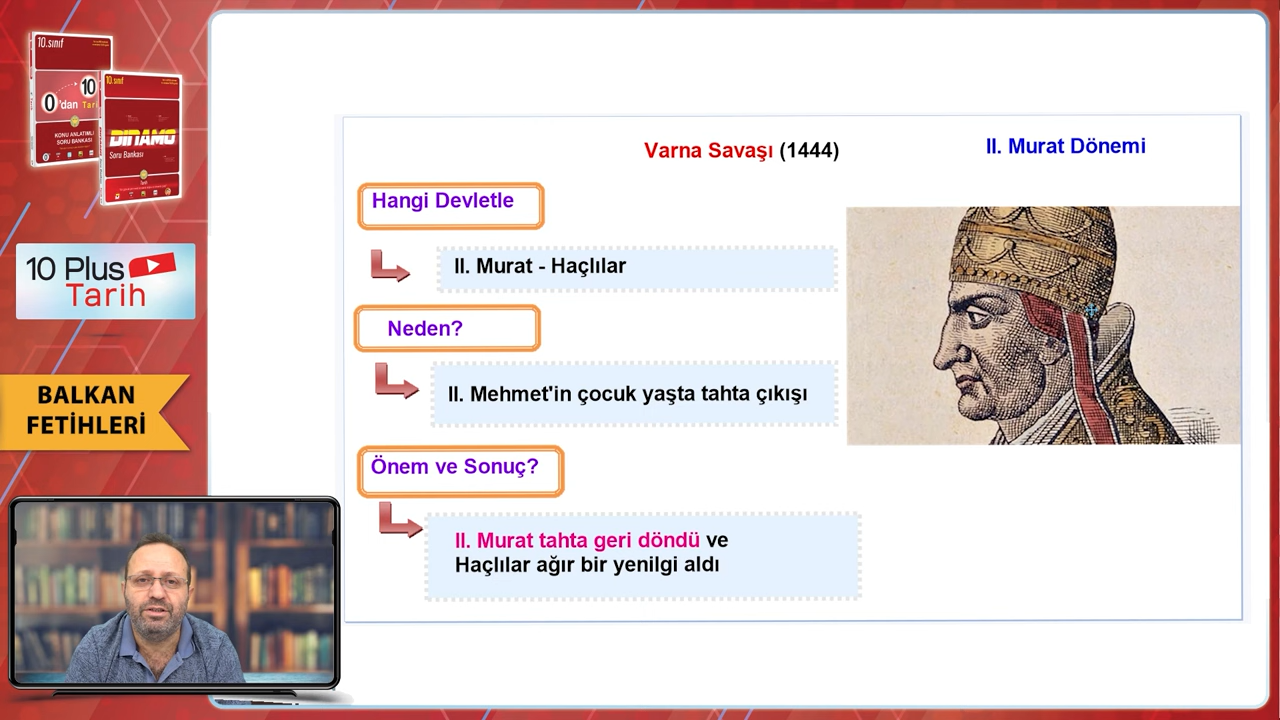 10.sınıf
0'dan 10
Tarih
KONU ANLATIMLI
SORU BANKASI
10.sınıf
DINAMO
Soru Bankası
Tarih
10 Plus
Tarih
BALKAN
FETİHLERİ
Varna Savaşı (1444)
II. Murat Dönemi
Hangi Devletle
II. Murat - Haçlılar
Neden?
II. Mehmet'in çocuk yaşta tahta çıkışı
Önem ve Sonuç?
II. Murat tahta geri döndü ve
Haçlılar ağır bir yenilgi aldı